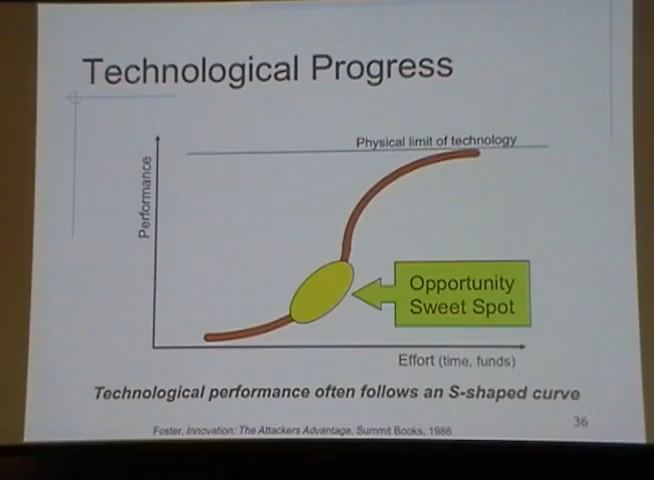 Technological Progress
Physical limit of technology
Performance
Opportunity
Sweet Spot
Effort (time, funds)
Technological performance often follows an S-shaped curve
36
Foster, Innovation: The Attackers Advantage, Summit Books, 1986